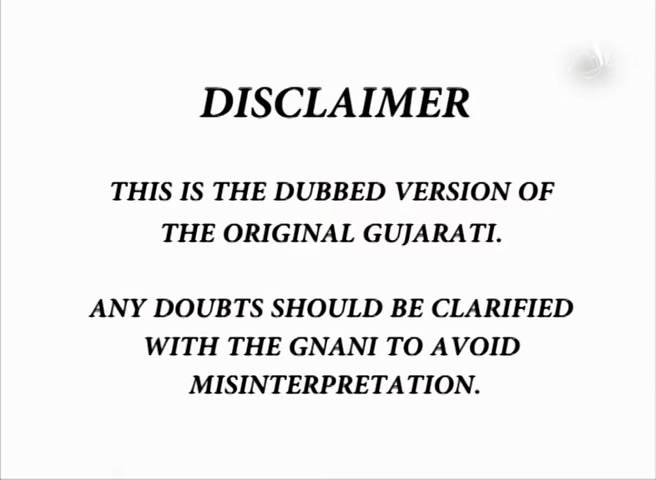 DISCLAIMER
THIS IS THE DUBBED VERSION OF
THE ORIGINAL GUJARATI.
ANY DOUBTS SHOULD BE CLARIFIED
WITH THE GNANI TO AVOID
MISINTERPRETATION.